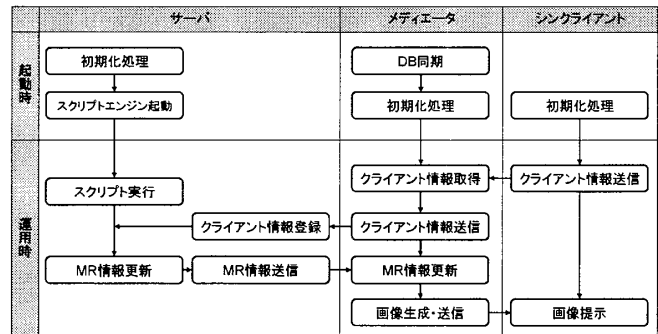 サーバ
メディエータ
シンクライアント
起動時
初期化処理
DB同期
スクリプトエンジン起動
初期化処理
初期化処理
運用時
クライアント情報取得
クライアント情報送信
スクリプト実行
クライアント情報登録
クライアント情報送信
MR情報更新
MR情報送信
MR情報更新
画像生成・送信
画像提示